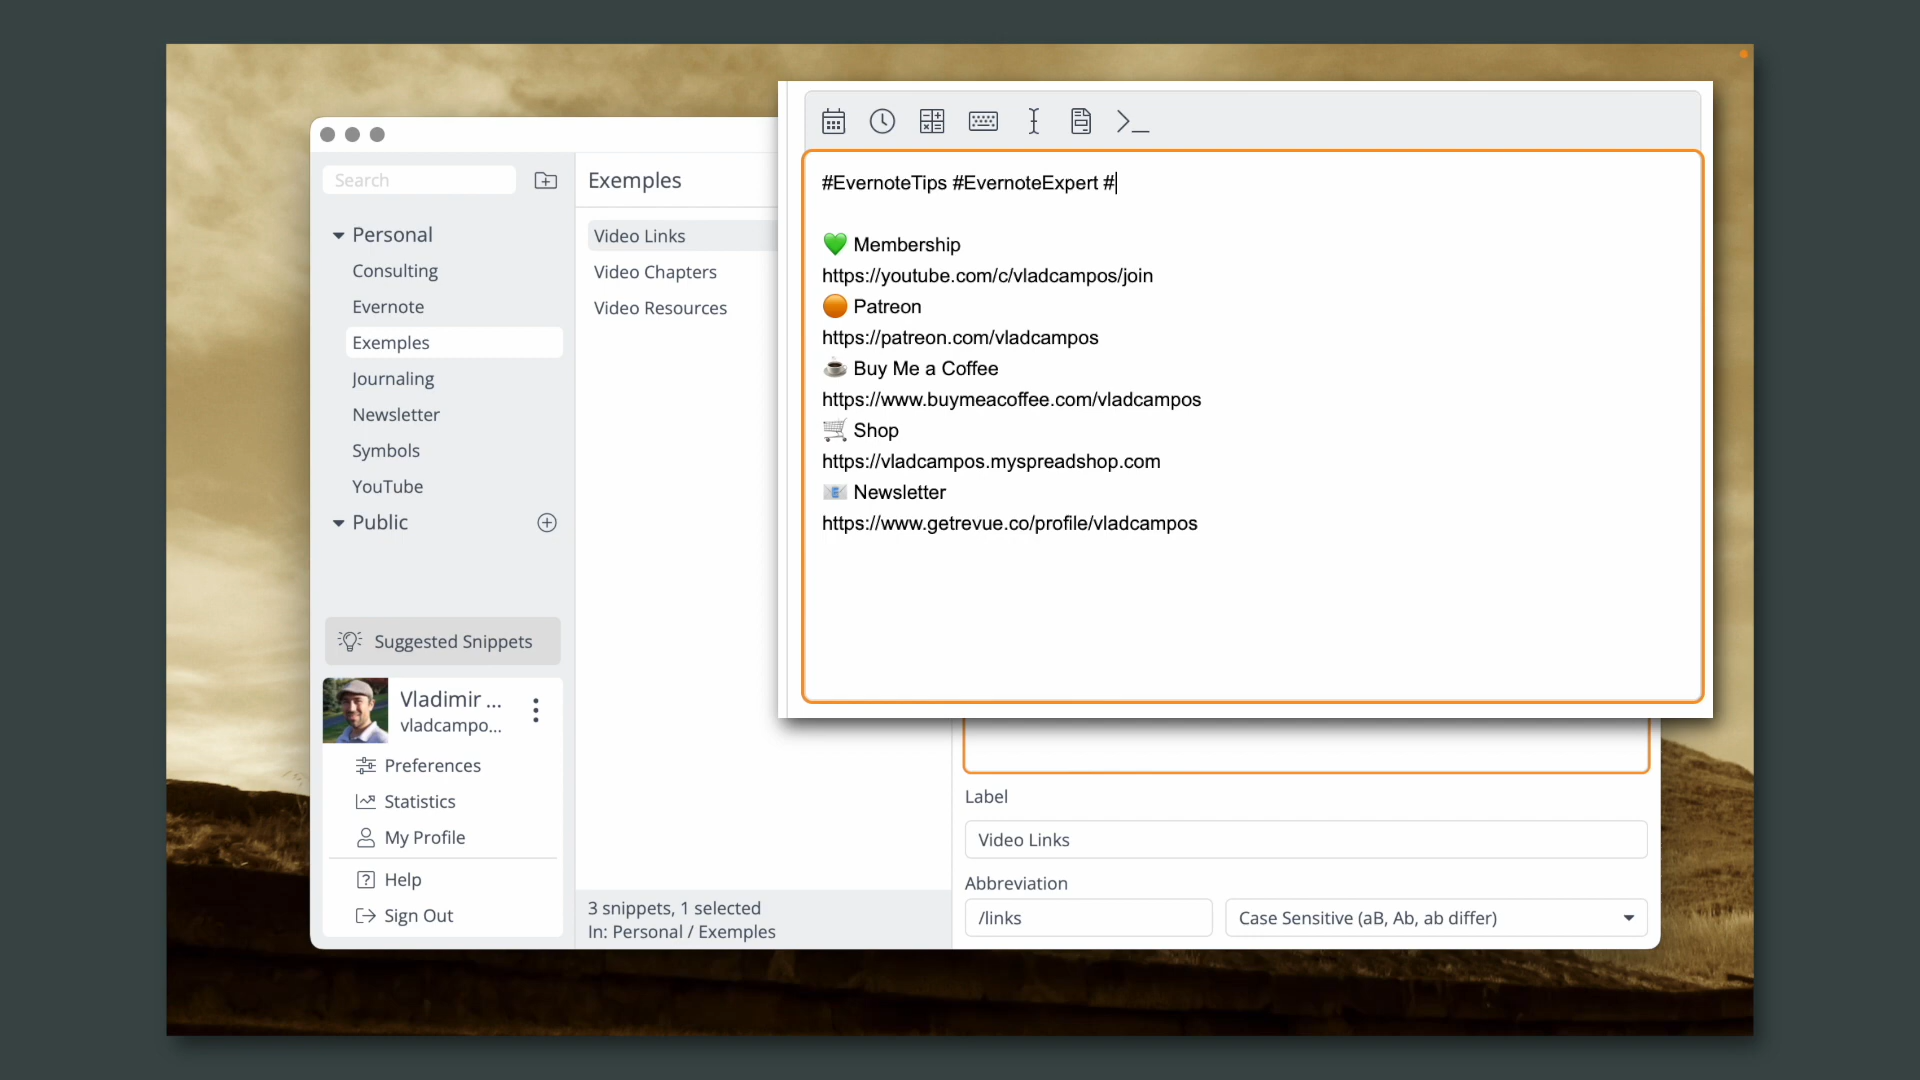 Search
Personal
Consulting
Evernote
Exemples
Journaling
Newsletter
Symbols
YouTube
Public
Suggested Snippets
Vladimir ...
vladcampo...
Preferences
Statistics
My Profile
Help
Sign Out
Exemples
Video Links
Video Chapters
Video Resources
3 snippets, 1 selected
In: Personal / Exemples
#EvernoteTips #EvernoteExpert #
💚 Membership
https://youtube.com/c/vladcampos/join
🟠 Patreon
https://patreon.com/vladcampos
☕ Buy Me a Coffee
https://www.buymeacoffee.com/vladcampos
🛒 Shop
https://vladcampos.myspreadshop.com
📧 Newsletter
https://www.getrevue.co/profile/vladcampos
Label
Video Links
Abbreviation
/links
Case Sensitive (aB, Ab, ab differ)